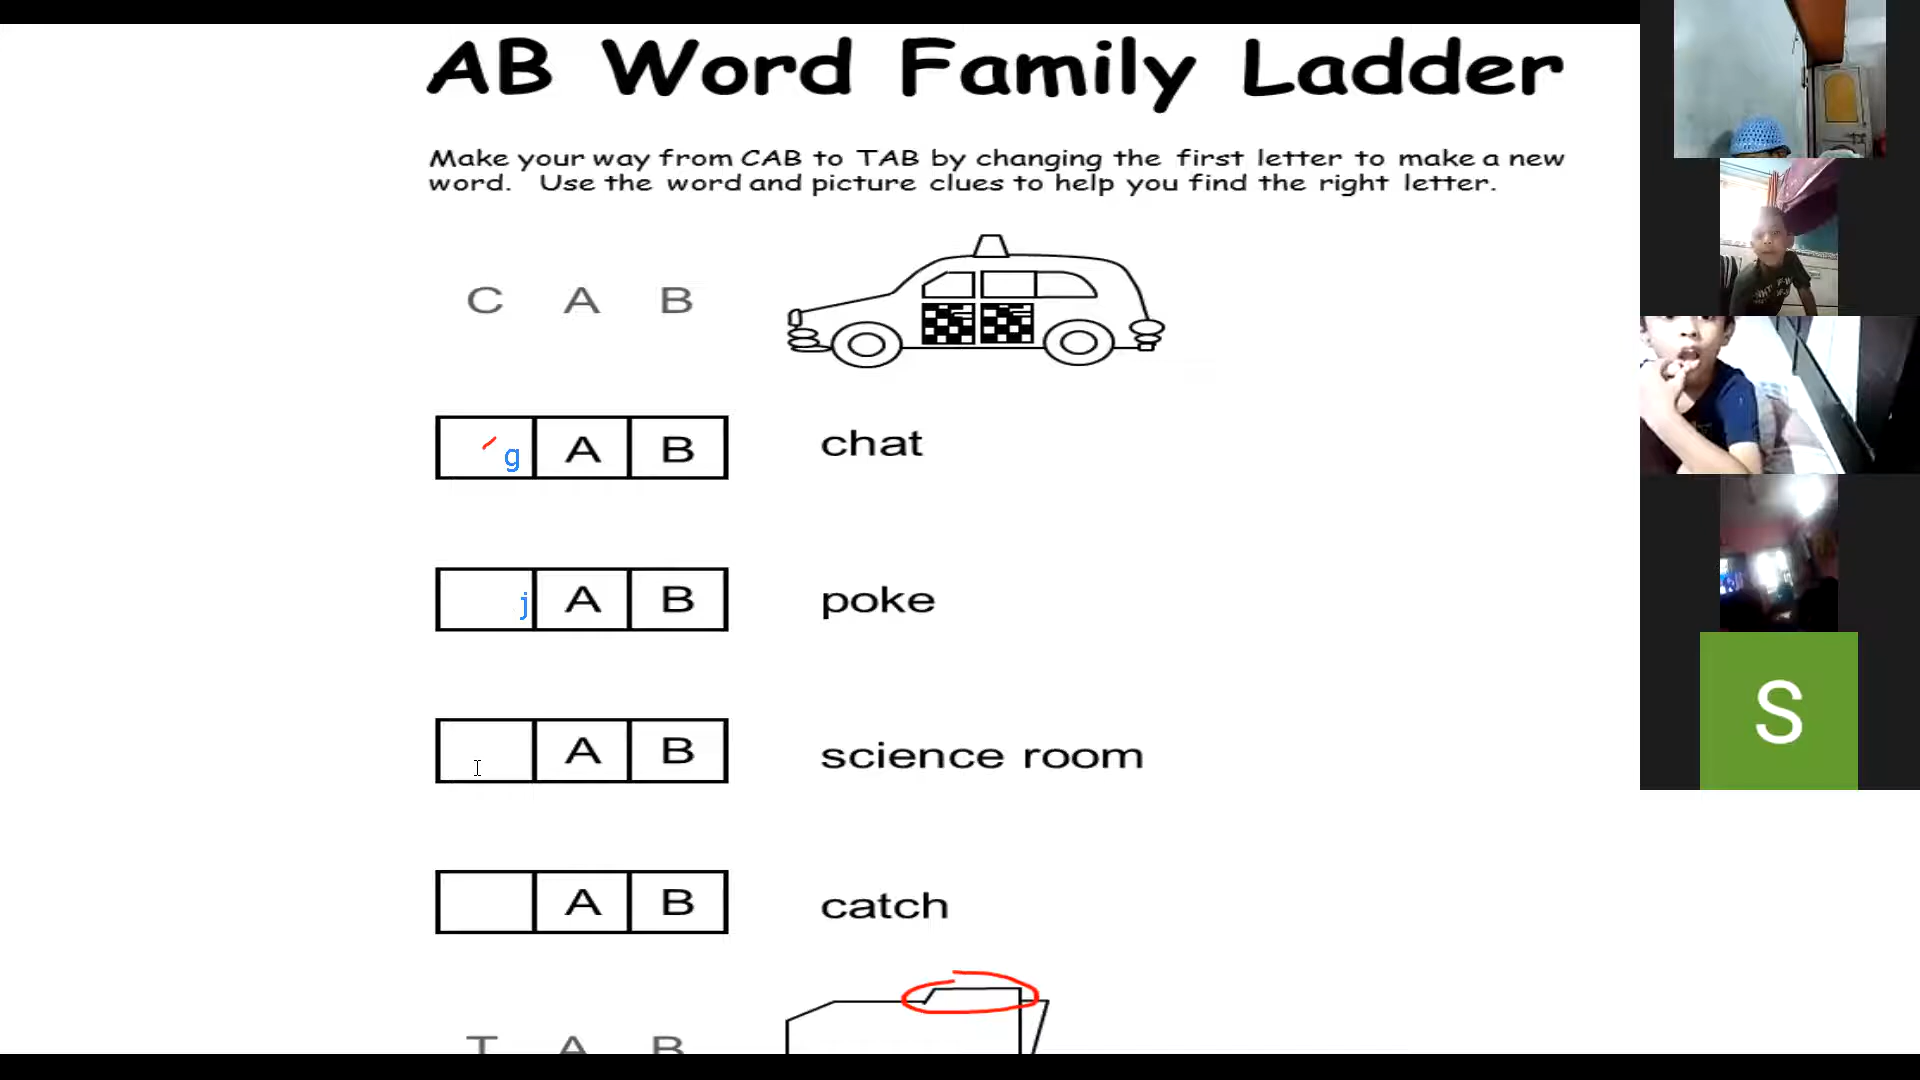 AB Word Family Ladder
Make your way from CAB to TAB by changing the first letter to make a new
word. Use the word and picture clues to help you find the right letter.
C A B
g A B chat
j A B poke
A B science room
A B catch
T A B
S